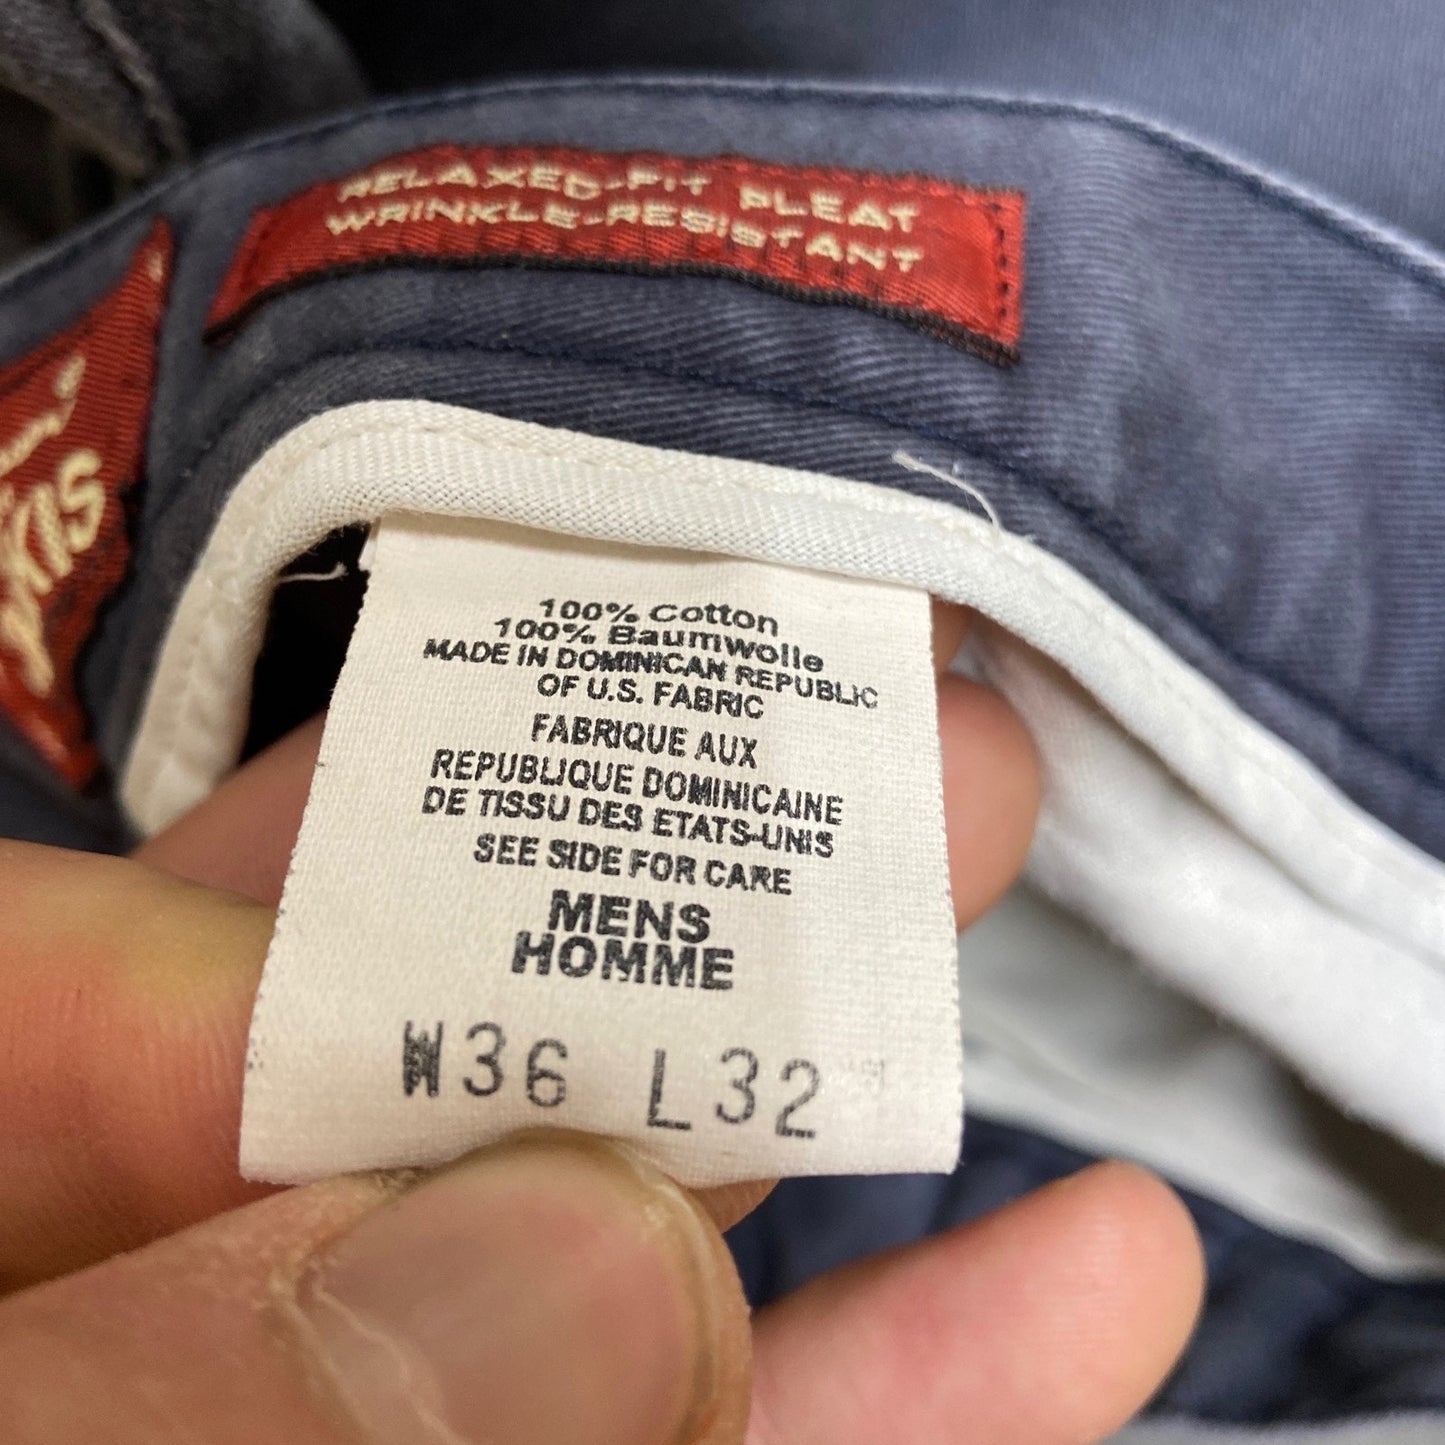 RELAXED-FIT PLEAT
WRINKLE-RESISTANT
100% Cotton
100% Baumwolle
MADE IN DOMINICAN REPUBLIC
OF U.S. FABRIC
FABRIQUE AUX
REPUBLIQUE DOMINICAINE
DE TISSU DES ETATS-UNIS
SEE SIDE FOR CARE
MENS
HOMME
W36 L32